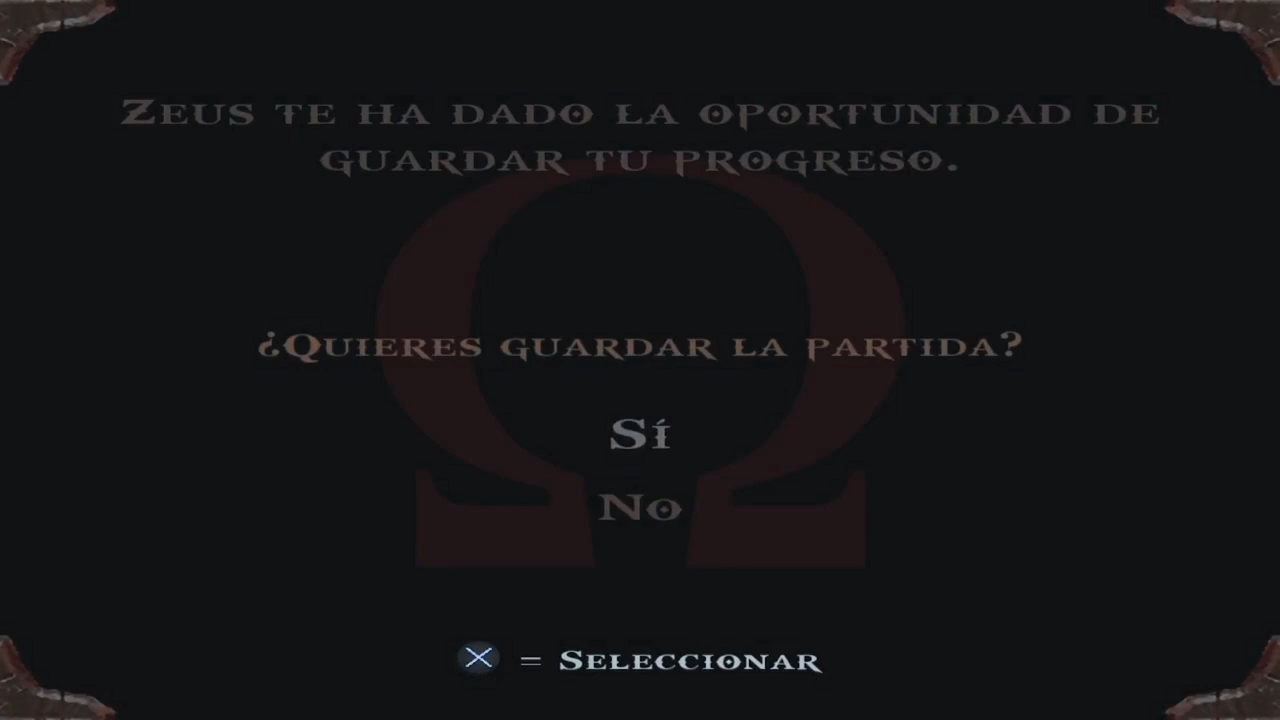 Zeus te ha dado la oportunidad de
guardar tu progreso.
¿Quieres guardar la partida?
Sí
No
= Seleccionar